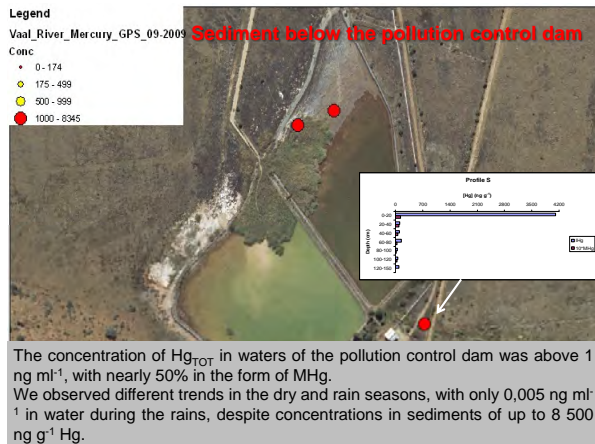 Legend
Vaal_River_Mercury_GPS_09-2009
Sediment below the pollution control dam
Conc
0 - 174
175 - 499
500 - 999
1000 - 8345
Profile S
[Hg] (ng g-1)
0 700 1400 2100 2800 3500 4200
Depth (cm)
0-20
20-40
40-60
60-80
80-100
100-120
120-150
IHg
10*MHg
The concentration of HgTOT in waters of the pollution control dam was above 1
ng ml-1, with nearly 50% in the form of MHg.
We observed different trends in the dry and rain seasons, with only 0,005 ng ml-
1 in water during the rains, despite concentrations in sediments of up to 8 500
ng g-1 Hg.